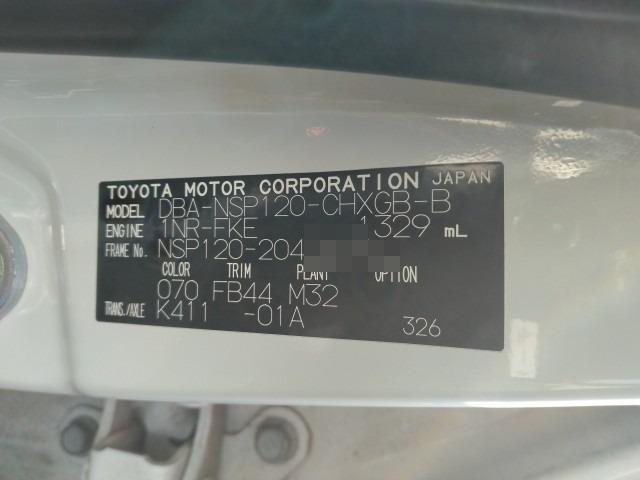 TOYOTA MOTOR CORPORATION JAPAN
MODEL DBA-NSP120-CHXGB-B
ENGINE 1NR-FKE 1329 mL
FRAME No. NSP120-204
COLOR TRIM PLANT OPTION
070 FB44 M32
TRANS./AXLE K411 -01A 326